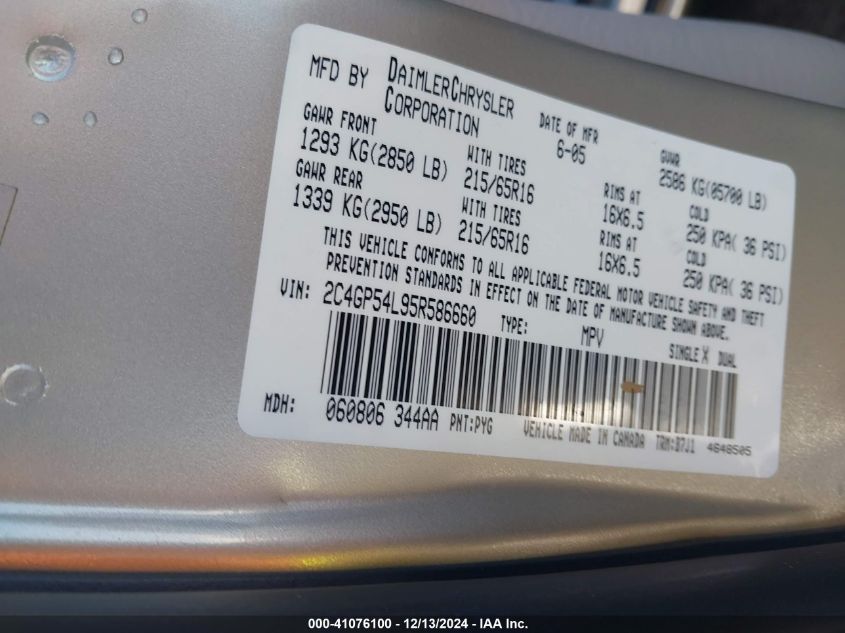 MFD BY DAIMLERCHRYSLER CORPORATION
DATE OF MFR 6-05
GVWR 2586 KG(05700 LB)
GAWR FRONT 1293 KG(2850 LB)
WITH TIRES 215/65R16
RIMS AT 16X6.5
COLD 250 KPA( 36 PSI)
GAWR REAR 1339 KG(2950 LB)
WITH TIRES 215/65R16
RIMS AT 16X6.5
COLD 250 KPA( 36 PSI)
THIS VEHICLE CONFORMS TO ALL APPLICABLE FEDERAL MOTOR VEHICLE SAFETY AND THEFT
PREVENTION STANDARDS IN EFFECT ON THE DATE OF MANUFACTURE SHOWN ABOVE.
VIN: 2C4GP54L95R586660 TYPE: MPV SINGLE X DUAL
MDH: 060806 344AA PNT:PYG VEHICLE MADE IN CANADA TRM:B7J1 4648505
000-41076100 - 12/13/2024 - IAA Inc.